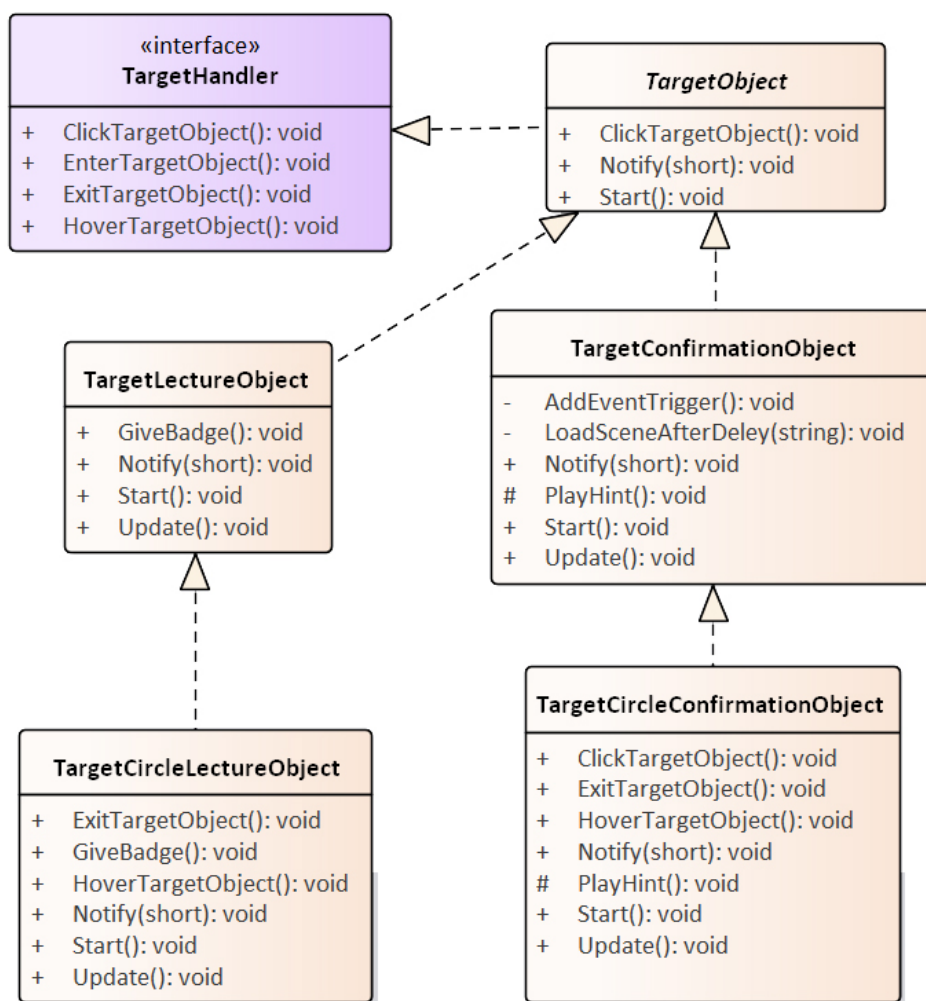 «interface»
TargetHandler
+ ClickTargetObject(): void
+ EnterTargetObject(): void
+ ExitTargetObject(): void
+ HoverTargetObject(): void
TargetObject
+ ClickTargetObject(): void
+ Notify(short): void
+ Start(): void
TargetLectureObject
+ GiveBadge(): void
+ Notify(short): void
+ Start(): void
+ Update(): void
TargetConfirmationObject
- AddEventTrigger(): void
- LoadSceneAfterDeley(string): void
+ Notify(short): void
# PlayHint(): void
+ Start(): void
+ Update(): void
TargetCircleLectureObject
+ ExitTargetObject(): void
+ GiveBadge(): void
+ HoverTargetObject(): void
+ Notify(short): void
+ Start(): void
+ Update(): void
TargetCircleConfirmationObject
+ ClickTargetObject(): void
+ ExitTargetObject(): void
+ HoverTargetObject(): void
+ Notify(short): void
# PlayHint(): void
+ Start(): void
+ Update(): void